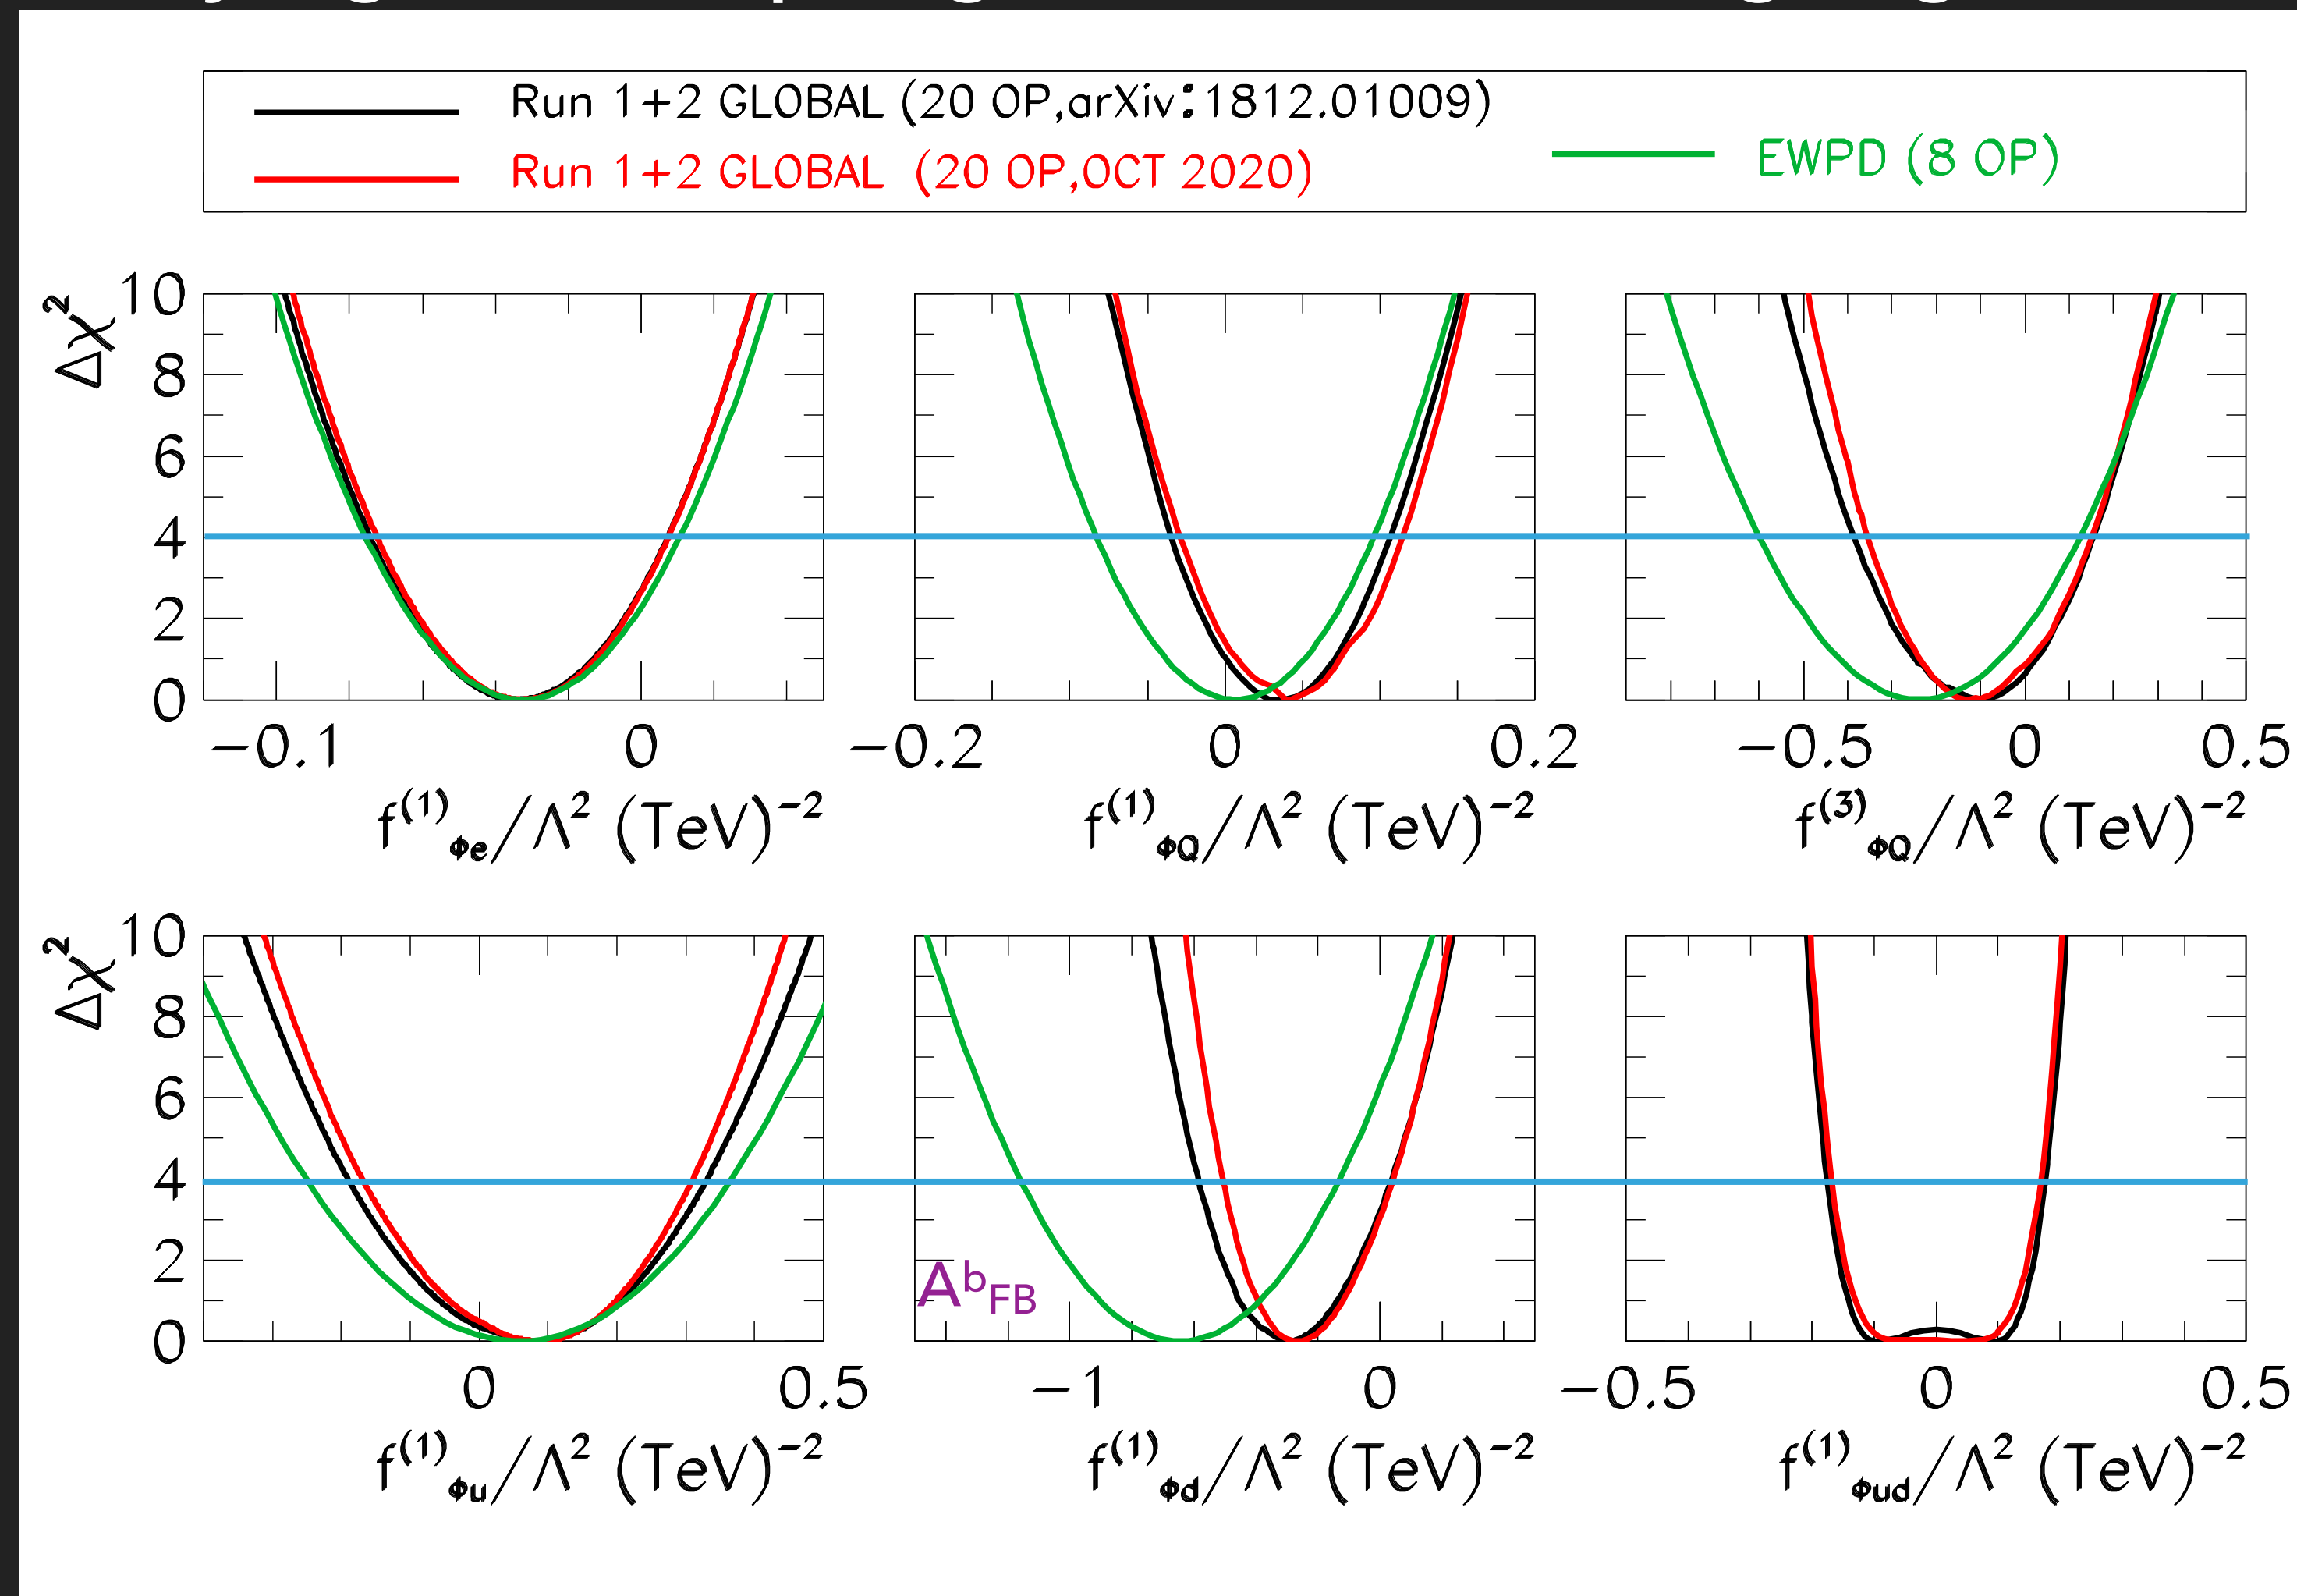 Run 1+2 GLOBAL (20 OP,arXiv:1812.01009)
Run 1+2 GLOBAL (20 OP,OCT 2020)
EWPD (8 OP)
Δχ²
10
8
6
4
2
0
−0.1 0
f⁽¹⁾Φe/Λ² (TeV)⁻²
−0.2 0 0.2
f⁽¹⁾ΦQ/Λ² (TeV)⁻²
−0.5 0 0.5
f⁽³⁾ΦQ/Λ² (TeV)⁻²
Δχ²
10
8
6
4
2
0
0 0.5
f⁽¹⁾Φu/Λ² (TeV)⁻²
AbFB
−1 0
f⁽¹⁾Φd/Λ² (TeV)⁻²
−0.5 0 0.5
f⁽¹⁾Φud/Λ² (TeV)⁻²